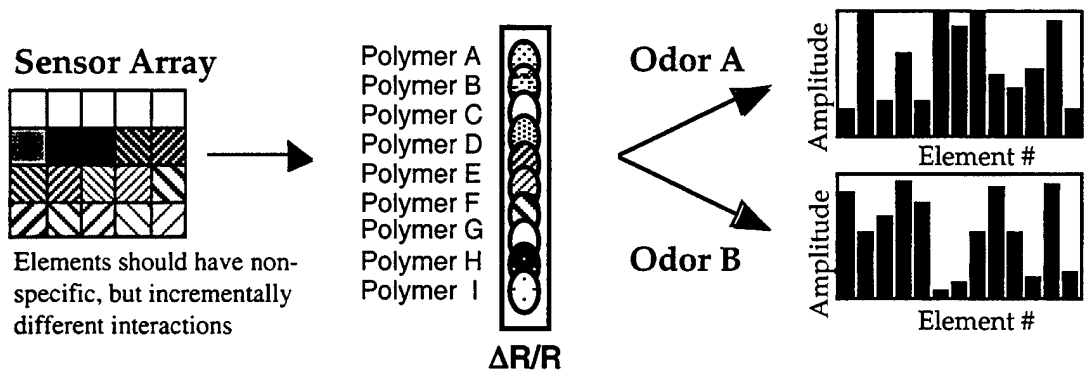 Sensor Array
Elements should have non-
specific, but incrementally
different interactions
Polymer A
Polymer B
Polymer C
Polymer D
Polymer E
Polymer F
Polymer G
Polymer H
Polymer I
ΔR/R
Odor A
Odor B
Amplitude
Element #
Amplitude
Element #